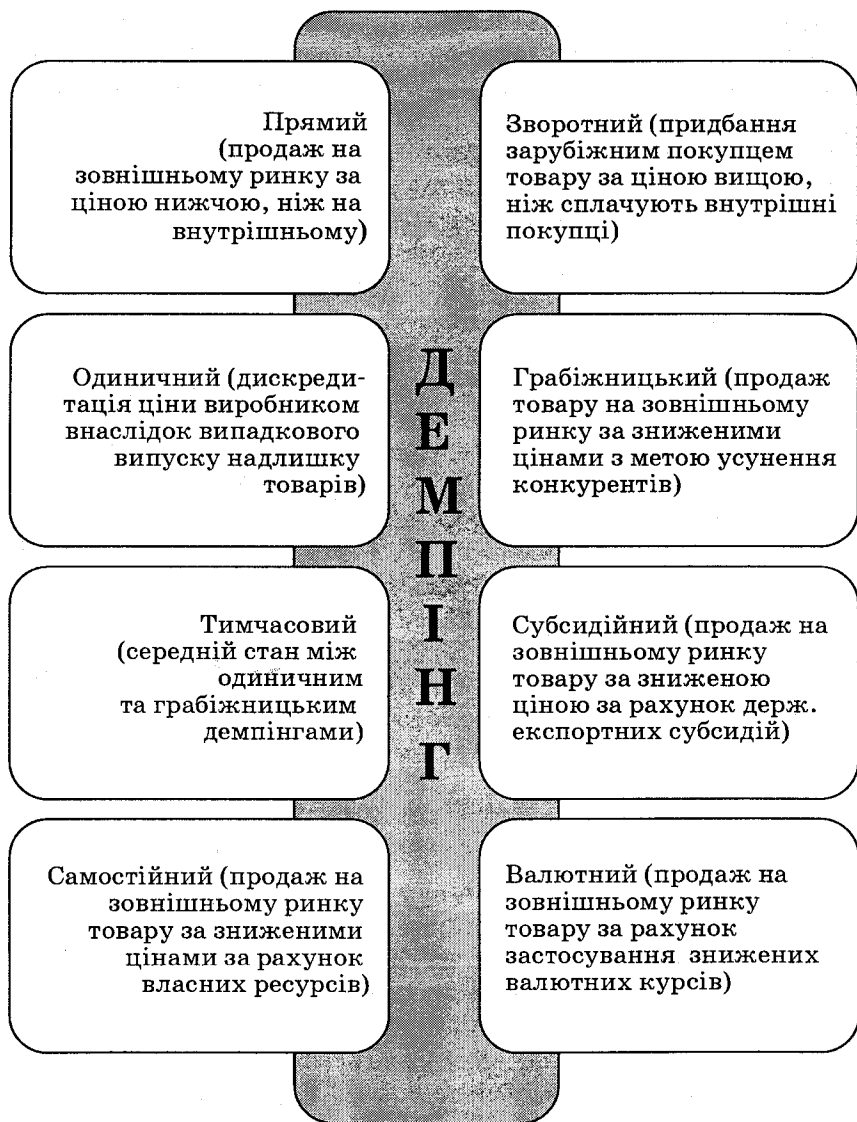 Прямий
(продаж на
зовнішньому ринку за
ціною нижчою, ніж на
внутрішньому)
Зворотний (придбання
зарубіжним покупцем
товару за ціною вищою,
ніж сплачують внутрішні
покупці)
Одиничний (дискреди-
тація ціни виробником
внаслідок випадкового
випуску надлишку
товарів)
Грабіжницький (продаж
товару на зовнішньому
ринку за зниженими
цінами з метою усунення
конкурентів)
Тимчасовий
(середній стан між
одиничним
та грабіжницьким
демпінгами)
Субсидійний (продаж на
зовнішньому ринку
товару за зниженою
ціною за рахунок держ.
експортних субсидій)
Самостійний (продаж на
зовнішньому ринку
товару за зниженими
цінами за рахунок
власних ресурсів)
Валютний (продаж на
зовнішньому ринку
товару за рахунок
застосування знижених
валютних курсів)
ДЕМПІНГ